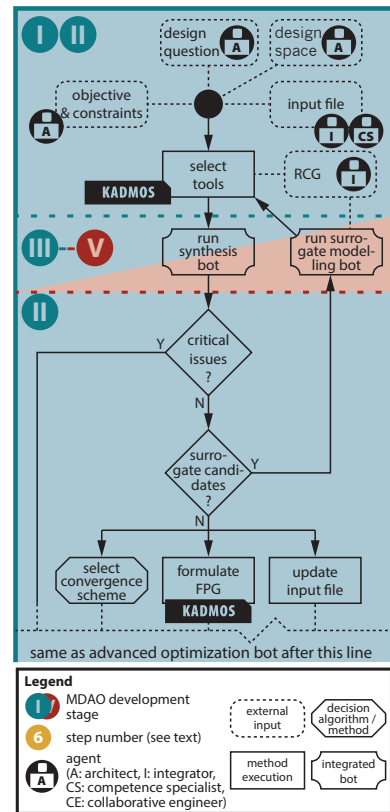 I II
design
question
A
design
space
A
objective
& constraints
A
input file
I
CS
select
tools
KADMOS
RCG
I
III V
run
synthesis
bot
run surro-
gate model-
ling bot
II
critical
issues
?
Y
N
surro-
gate candi-
dates
?
Y
N
select
convergence
scheme
formulate
FPG
KADMOS
update
input file
same as advanced optimization bot after this line
Legend
I / MDAO development
stage
6 step number (see text)
A agent
(A: architect, I: integrator,
CS: competence specialist,
CE: collaborative engineer)
external
input
decision
algorithm /
method
method
execution
integrated
bot